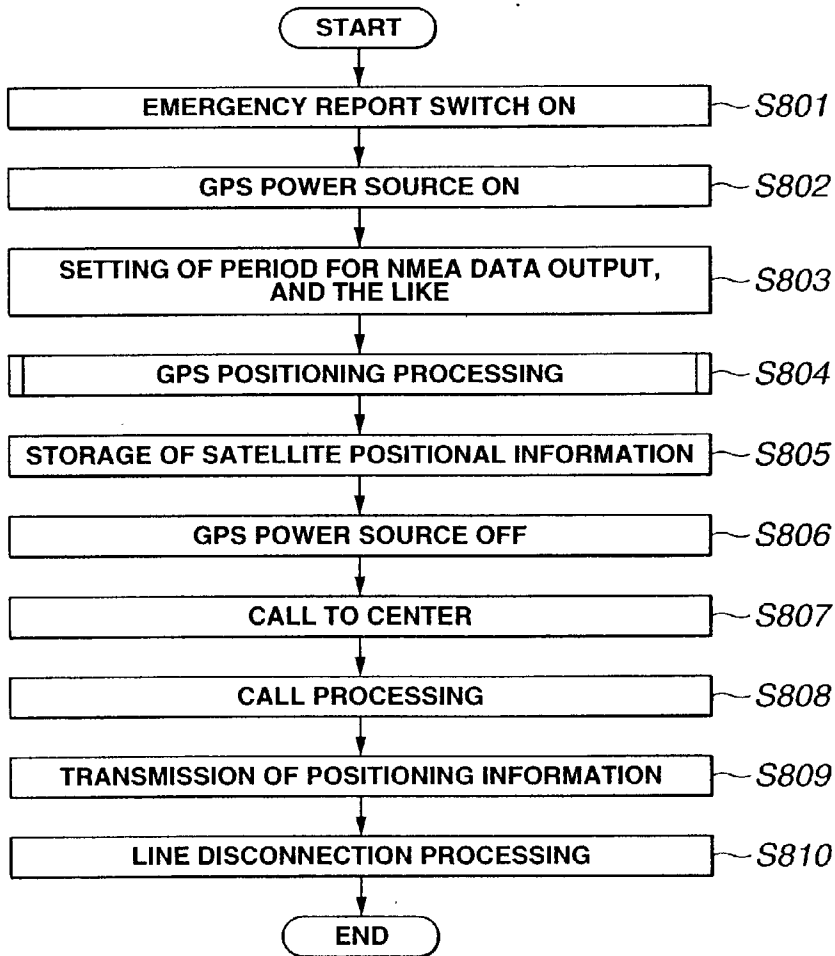 START
EMERGENCY REPORT SWITCH ON
S801
GPS POWER SOURCE ON
S802
SETTING OF PERIOD FOR NMEA DATA OUTPUT,
AND THE LIKE
S803
GPS POSITIONING PROCESSING
S804
STORAGE OF SATELLITE POSITIONAL INFORMATION
S805
GPS POWER SOURCE OFF
S806
CALL TO CENTER
S807
CALL PROCESSING
S808
TRANSMISSION OF POSITIONING INFORMATION
S809
LINE DISCONNECTION PROCESSING
S810
END